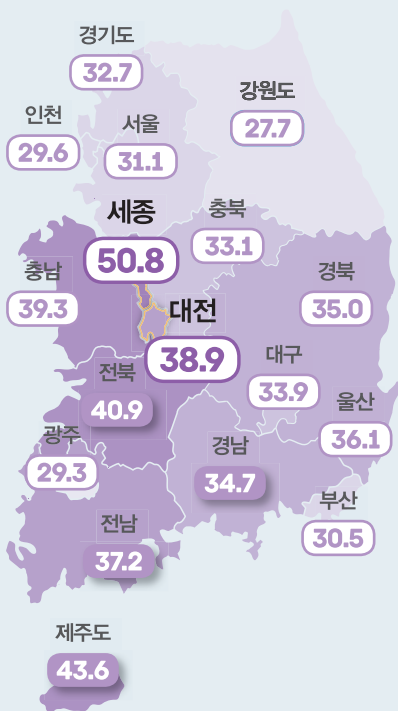 경기도
32.7
강원도
27.7
인천
29.6
서울
31.1
세종
50.8
충북
33.1
충남
39.3
경북
35.0
대전
38.9
전북
40.9
대구
33.9
울산
36.1
광주
29.3
경남
34.7
부산
30.5
전남
37.2
제주도
43.6